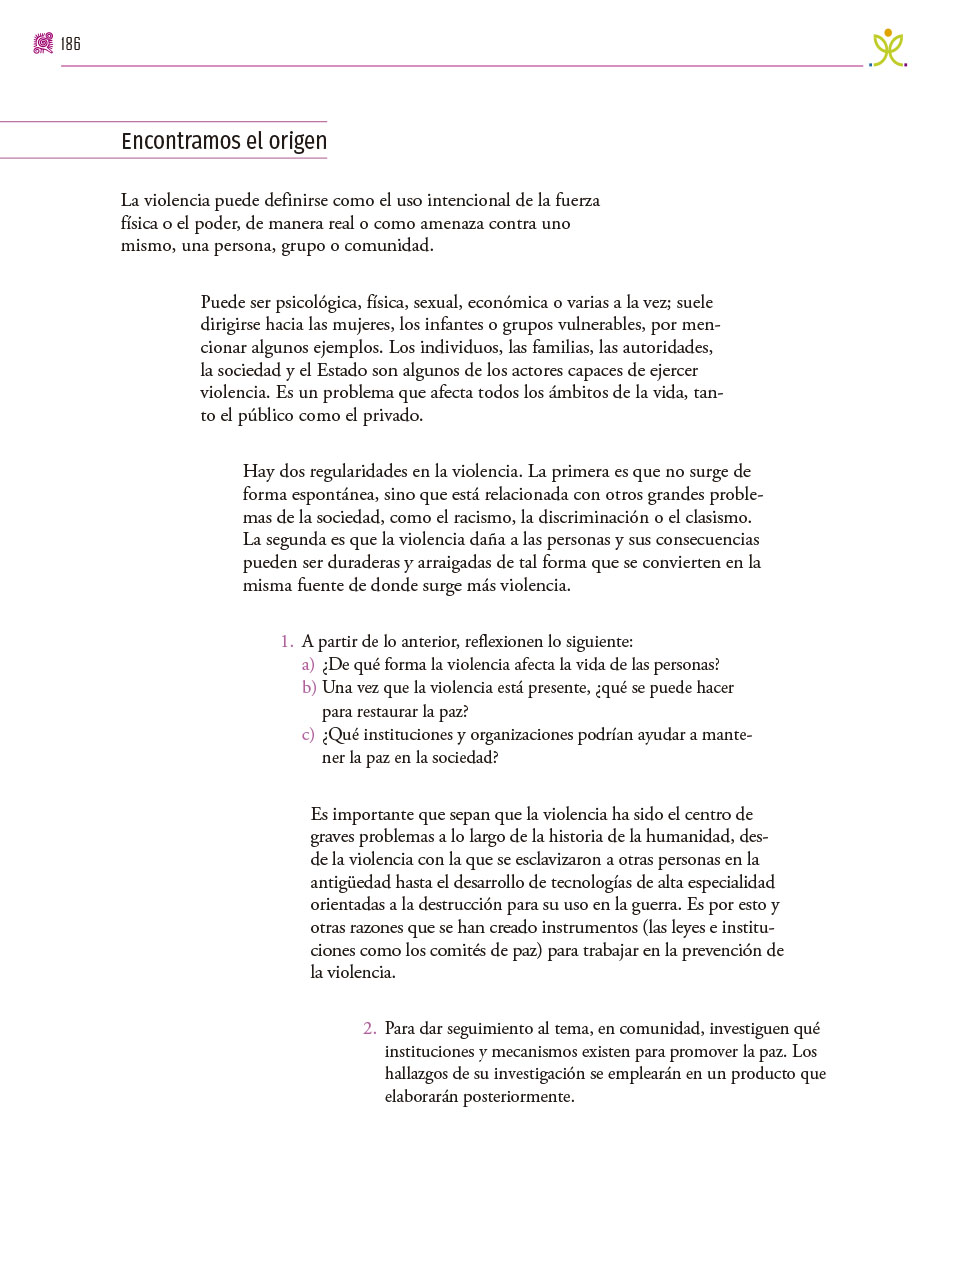 186
Encontramos el origen
La violencia puede definirse como el uso intencional de la fuerza
física o el poder, de manera real o como amenaza contra uno
mismo, una persona, grupo o comunidad.
Puede ser psicológica, física, sexual, económica o varias a la vez; suele
dirigirse hacia las mujeres, los infantes o grupos vulnerables, por men-
cionar algunos ejemplos. Los individuos, las familias, las autoridades,
la sociedad y el Estado son algunos de los actores capaces de ejercer
violencia. Es un problema que afecta todos los ámbitos de la vida, tan-
to el público como el privado.
Hay dos regularidades en la violencia. La primera es que no surge de
forma espontánea, sino que está relacionada con otros grandes proble-
mas de la sociedad, como el racismo, la discriminación o el clasismo.
La segunda es que la violencia daña a las personas y sus consecuencias
pueden ser duraderas y arraigadas de tal forma que se convierten en la
misma fuente de donde surge más violencia.
1. A partir de lo anterior, reflexionen lo siguiente:
a) ¿De qué forma la violencia afecta la vida de las personas?
b) Una vez que la violencia está presente, ¿qué se puede hacer
para restaurar la paz?
c) ¿Qué instituciones y organizaciones podrían ayudar a mante-
ner la paz en la sociedad?
Es importante que sepan que la violencia ha sido el centro de
graves problemas a lo largo de la historia de la humanidad, des-
de la violencia con la que se esclavizaron a otras personas en la
antigüedad hasta el desarrollo de tecnologías de alta especialidad
orientadas a la destrucción para su uso en la guerra. Es por esto y
otras razones que se han creado instrumentos (las leyes e institu-
ciones como los comités de paz) para trabajar en la prevención de
la violencia.
2. Para dar seguimiento al tema, en comunidad, investiguen qué
instituciones y mecanismos existen para promover la paz. Los
hallazgos de su investigación se emplearán en un producto que
elaborarán posteriormente.